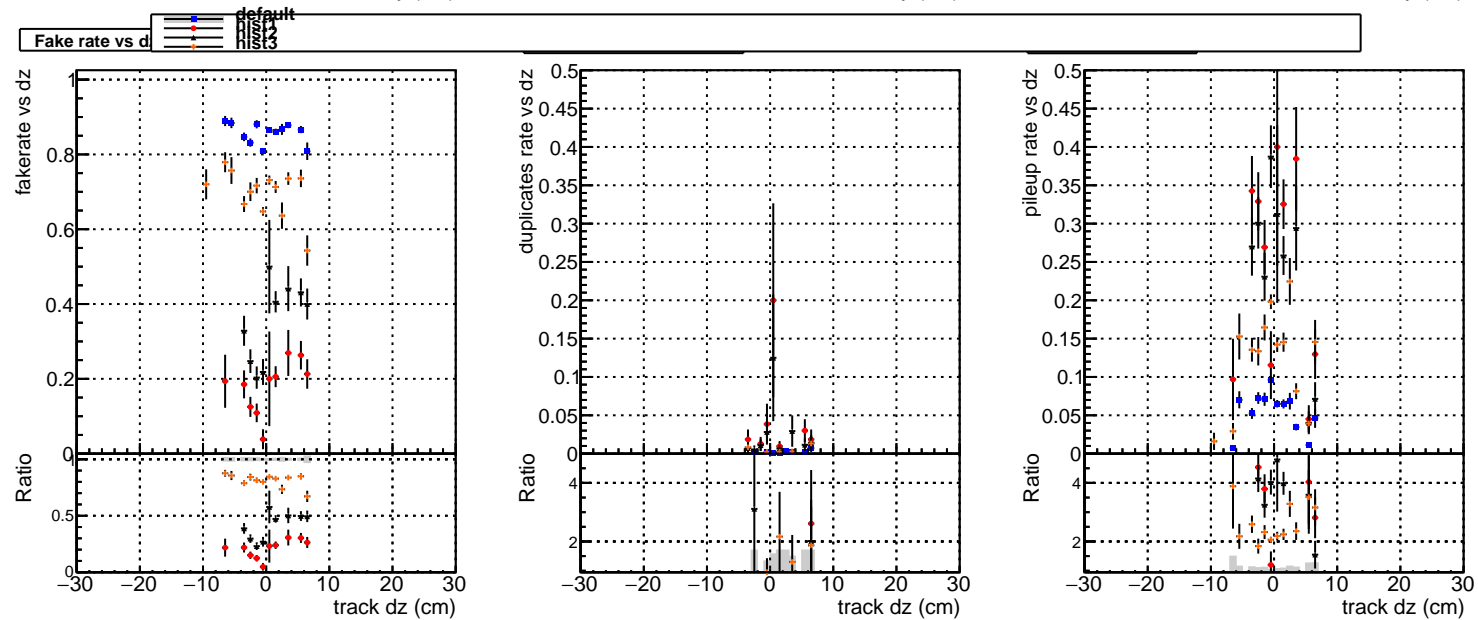 default
hist1
hist2
hist3
Fake rate vs dz
fakerate vs dz
1
0.8
0.6
0.4
0.2
0
Ratio
1
0.5
0
−30 −20 −10 0 10 20 30
track dz (cm)
duplicates rate vs dz
0.5
0.45
0.4
0.35
0.3
0.25
0.2
0.15
0.1
0.05
0
Ratio
4
2
−30 −20 −10 0 10 20 30
track dz (cm)
pileup rate vs dz
0.5
0.45
0.4
0.35
0.3
0.25
0.2
0.15
0.1
0.05
0
Ratio
4
2
−30 −20 −10 0 10 20 30
track dz (cm)